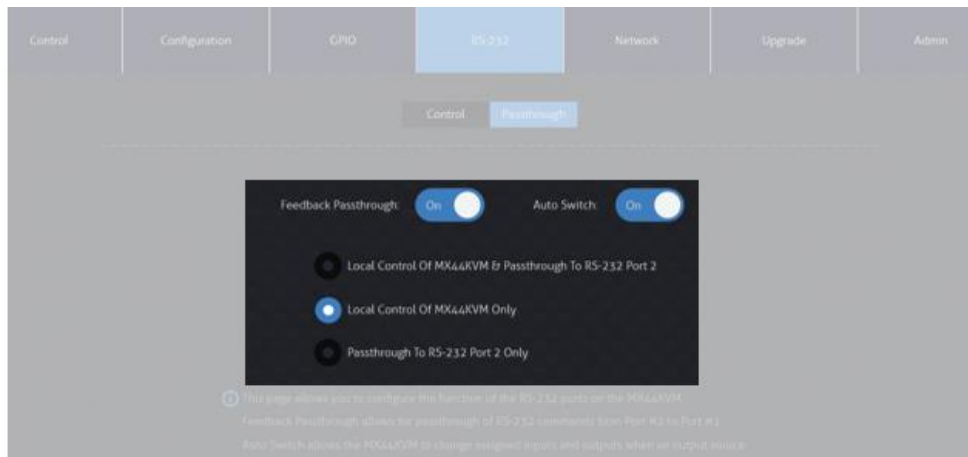 Control Configuration GPIO RS-232 Network Upgrade Admin
Control Passthrough
Feedback Passthrough: On Auto Switch: On
Local Control Of MX44KVM & Passthrough To RS-232 Port 2
Local Control Of MX44KVM Only
Passthrough To RS-232 Port 2 Only
This page allows you to configure the function of the RS-232 ports on the MX44KVM.
Feedback Passthrough allows for passthrough of RS-232 commands from Port #2 to Port #1
Auto Switch allows the MX44KVM to change assigned inputs and outputs when an output